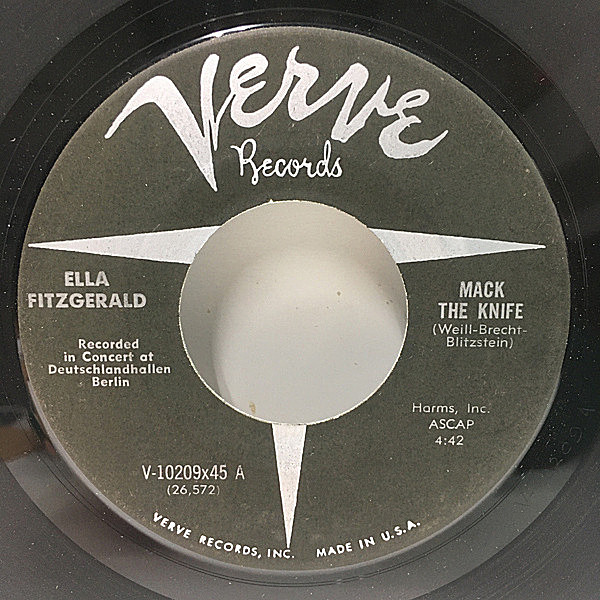 Verve
Records
ELLA
FITZGERALD
Recorded
in Concert at
Deutschlandhallen
Berlin
MACK
THE KNIFE
(Weill-Brecht-
Blitzstein)
Harms, Inc.
ASCAP
4:42
V-10209x45 A
(26,572)
VERVE RECORDS, INC. MADE IN U.S.A.